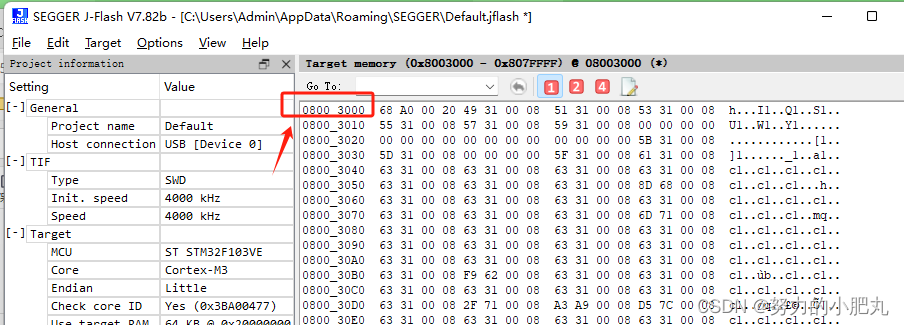 SEGGER J-Flash V7.82b - [C:\Users\Admin\AppData\Roaming\SEGGER\Default.jflash *]
File Edit Target Options View Help
Project information
Setting Value
[-] General
Project name Default
Host connection USB [Device 0]
[-] TIF
Type SWD
Init. speed 4000 kHz
Speed 4000 kHz
[-] Target
MCU ST STM32F103VE
Core Cortex-M3
Endian Little
Check core ID Yes (0x3BA00477)
Use target RAM 64 KB @ 0x20000000
Target memory (0x8003000 - 0x807FFFF) @ 08003000 (*)
Go To: 1 2 4
0800_3000 68 A0 00 20 49 31 00 08 51 31 00 08 53 31 00 08 h.. I1..Q1..S1..
0800_3010 55 31 00 08 57 31 00 08 59 31 00 08 00 00 00 00 U1..W1..Y1......
0800_3020 00 00 00 00 00 00 00 00 00 00 00 00 5B 31 00 08 ............[1..
0800_3030 5D 31 00 08 00 00 00 00 5F 31 00 08 61 31 00 08 ]1......_1..a1..
0800_3040 63 31 00 08 63 31 00 08 63 31 00 08 63 31 00 08 c1..c1..c1..c1..
0800_3050 63 31 00 08 63 31 00 08 63 31 00 08 8D 68 00 08 c1..c1..c1...h..
0800_3060 63 31 00 08 63 31 00 08 63 31 00 08 63 31 00 08 c1..c1..c1..c1..
0800_3070 63 31 00 08 63 31 00 08 63 31 00 08 6D 71 00 08 c1..c1..c1..mq..
0800_3080 63 31 00 08 63 31 00 08 63 31 00 08 63 31 00 08 c1..c1..c1..c1..
0800_3090 63 31 00 08 63 31 00 08 63 31 00 08 63 31 00 08 c1..c1..c1..c1..
0800_30A0 63 31 00 08 63 31 00 08 63 31 00 08 63 31 00 08 c1..c1..c1..c1..
0800_30B0 63 31 00 08 F9 62 00 08 63 31 00 08 63 31 00 08 c1..ùb..c1..c1..
0800_30C0 63 31 00 08 63 31 00 08 63 31 00 08 63 31 00 08 c1..c1..c1..c1..
0800_30D0 63 31 00 08 2F 71 00 08 A3 A9 00 08 D5 7C 00 08
0800_30E0 63 31 00 08 63 31 00 08 63 31 00 08 63 31 00 08
CSDN @努力的小肥丸